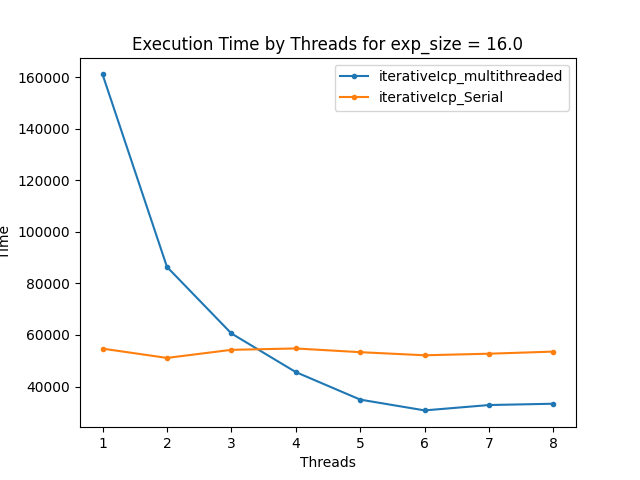 Execution Time by Threads for exp_size = 16.0
iterativeIcp_multithreaded
iterativeIcp_Serial
160000
140000
120000
100000
80000
60000
40000
Time
1 2 3 4 5 6 7 8
Threads